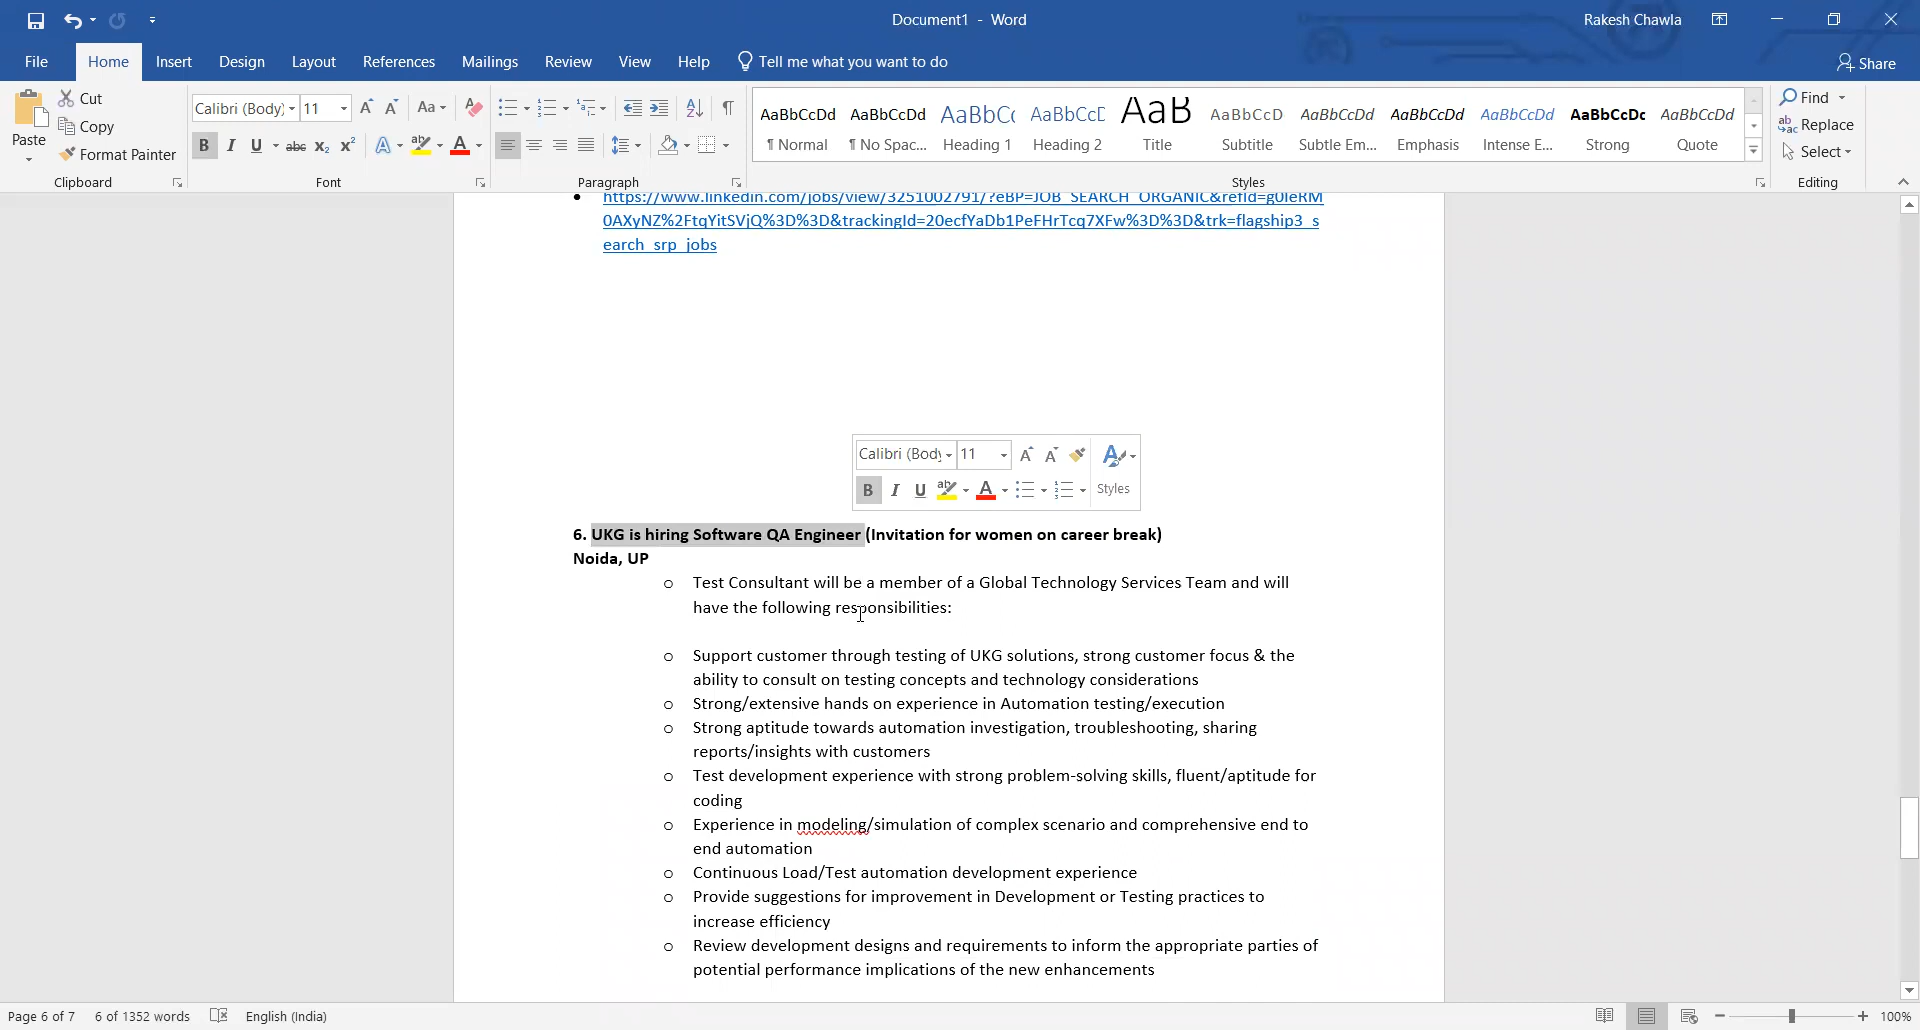 Document1 - Word
Rakesh Chawla
File Home Insert Design Layout References Mailings Review View Help Tell me what you want to do
Share
Paste
Cut
Copy
Format Painter
Clipboard
Calibri (Body) 11
Aa
B I U abc X₂ X²
Font
Paragraph
AaBbCcDd AaBbCcDd AaBbCc AaBbCcD AaB AaBbCcD AaBbCcDd AaBbCcDd AaBbCcDd AaBbCcDc AaBbCcDd
¶ Normal ¶ No Spac... Heading 1 Heading 2 Title Subtitle Subtle Em... Emphasis Intense E... Strong Quote
Styles
Find
Replace
Select
Editing
https://www.linkedin.com/jobs/view/3251002791/?eBP=JOB_SEARCH_ORGANIC&refId=g0IeRM
0AXyNZ%2FtqYitSVjQ%3D%3D&trackingId=20ecfYaDb1PeFHrTcq7XFw%3D%3D&trk=flagship3_s
earch_srp_jobs
Calibri (Body 11
B I U Styles
6. UKG is hiring Software QA Engineer (Invitation for women on career break)
Noida, UP
o Test Consultant will be a member of a Global Technology Services Team and will
have the following responsibilities:
o Support customer through testing of UKG solutions, strong customer focus & the
ability to consult on testing concepts and technology considerations
o Strong/extensive hands on experience in Automation testing/execution
o Strong aptitude towards automation investigation, troubleshooting, sharing
reports/insights with customers
o Test development experience with strong problem-solving skills, fluent/aptitude for
coding
o Experience in modeling/simulation of complex scenario and comprehensive end to
end automation
o Continuous Load/Test automation development experience
o Provide suggestions for improvement in Development or Testing practices to
increase efficiency
o Review development designs and requirements to inform the appropriate parties of
potential performance implications of the new enhancements
Page 6 of 7 6 of 1352 words English (India) 100%